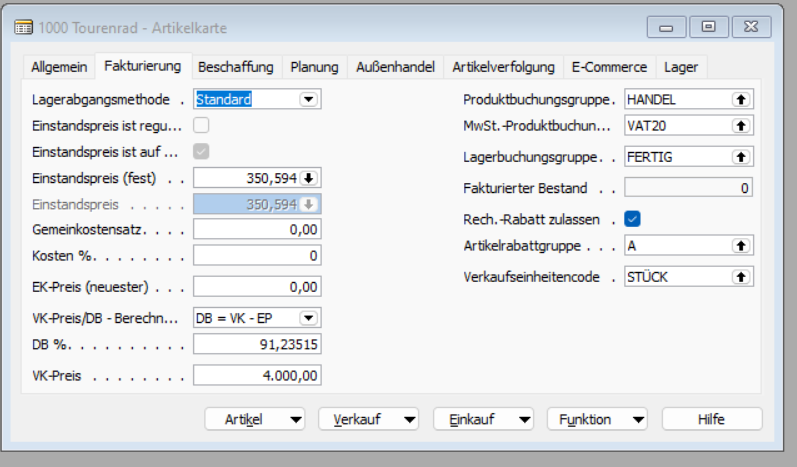 1000 Tourenrad - Artikelkarte
Allgemein Fakturierung Beschaffung Planung Außenhandel Artikelverfolgung E-Commerce Lager
Lagerabgangsmethode . Standard
Einstandspreis ist regu...
Einstandspreis ist auf ...
Einstandspreis (fest) . . 350,594
Einstandspreis . . . . . 350,594
Gemeinkostensatz. . . . 0,00
Kosten %. . . . . . . . 0
EK-Preis (neuester) . . . 0,00
VK-Preis/DB - Berechn... DB = VK - EP
DB %. . . . . . . . . . 91,23515
VK-Preis . . . . . . . 4.000,00
Produktbuchungsgruppe. HANDEL
MwSt.-Produktbuchun... VAT20
Lagerbuchungsgruppe. . FERTIG
Fakturierter Bestand . . 0
Rech.-Rabatt zulassen .
Artikelrabattgruppe . . . A
Verkaufseinheitencode . STÜCK
Artikel Verkauf Einkauf Funktion Hilfe